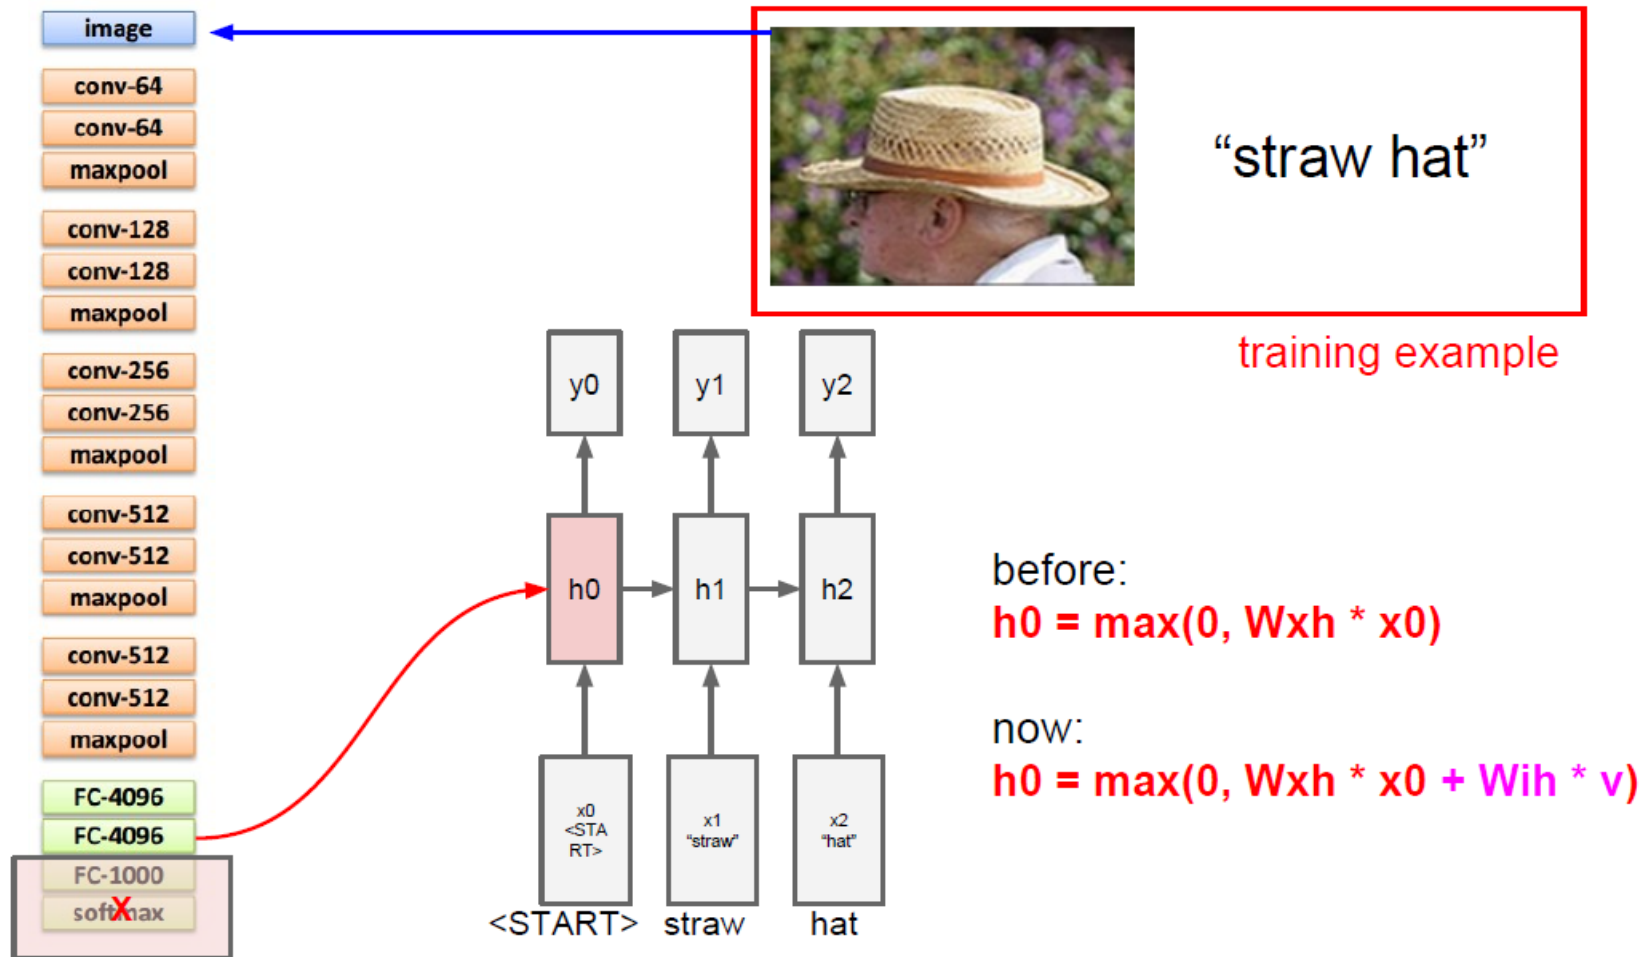 image
conv-64
conv-64
maxpool
conv-128
conv-128
maxpool
conv-256
conv-256
maxpool
conv-512
conv-512
maxpool
conv-512
conv-512
maxpool
FC-4096
FC-4096
FC-1000
softmax
X
“straw hat”
training example
y0
y1
y2
h0
h1
h2
x0
<STA
RT>
x1
“straw”
x2
“hat”
<START>
straw
hat
before:
h0 = max(0, Wxh * x0)
now:
h0 = max(0, Wxh * x0 + Wih * v)